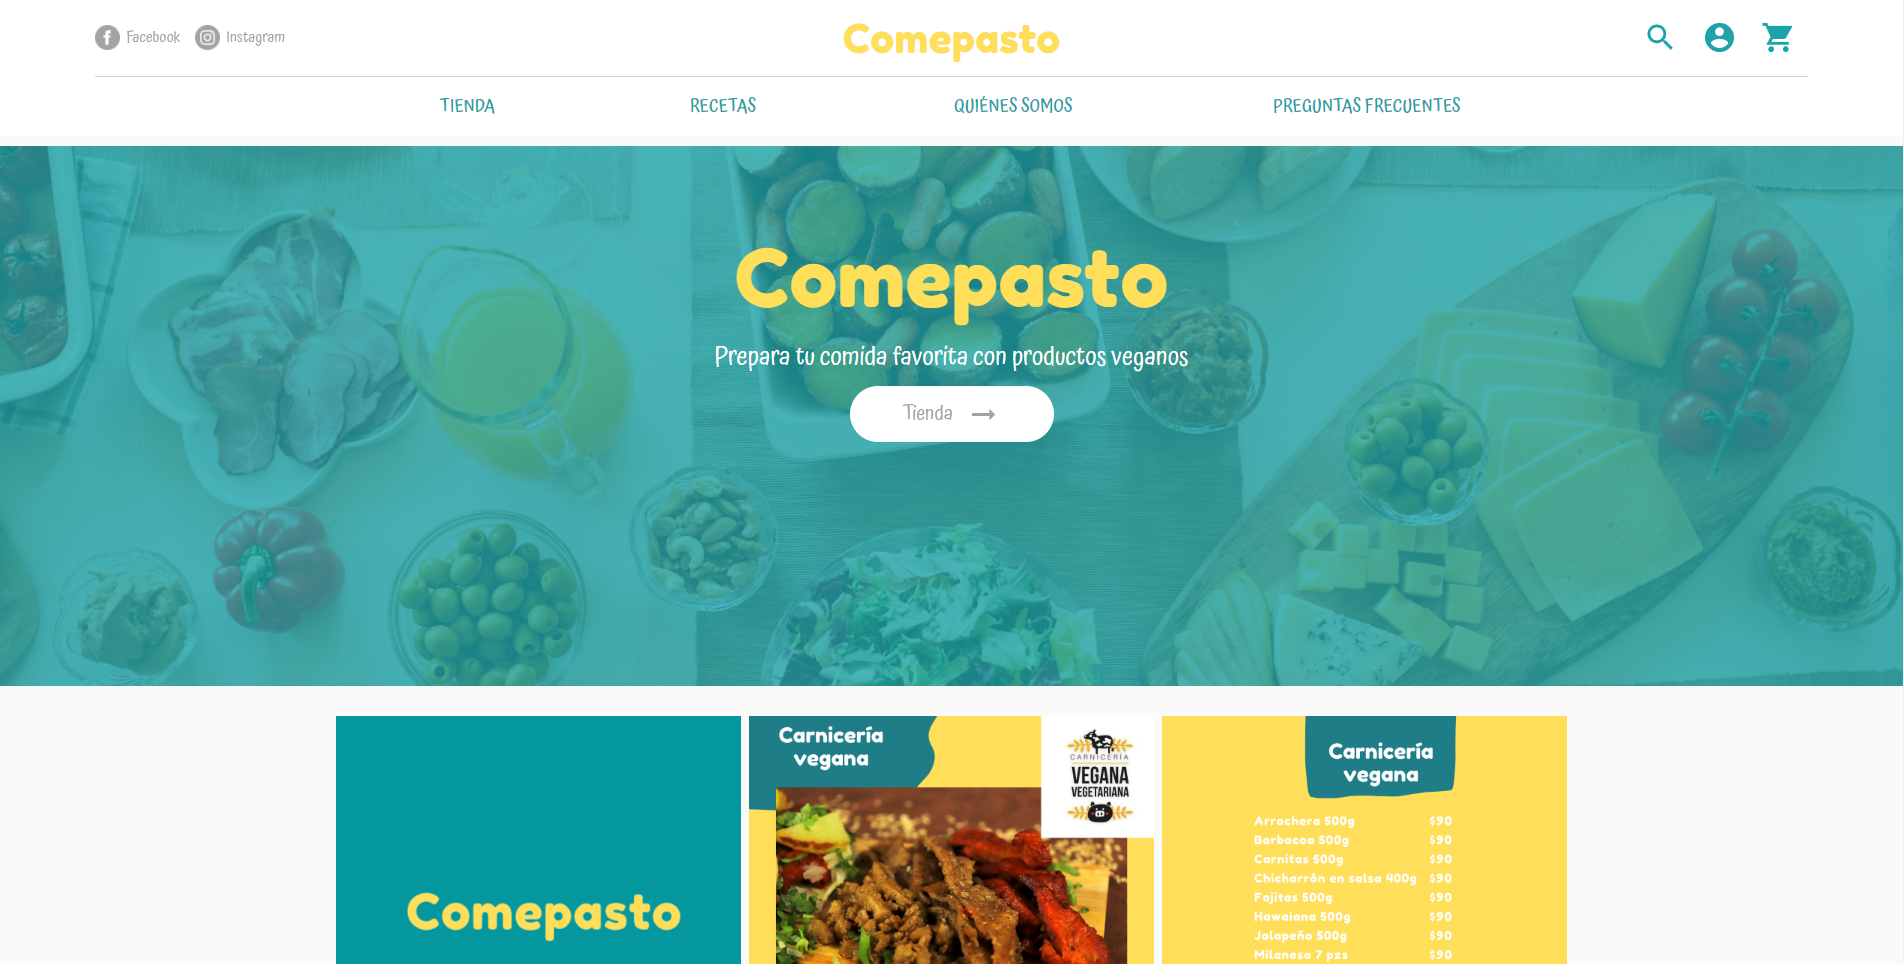 Facebook
Instagram
Comepasto
TIENDA
RECETAS
QUIÉNES SOMOS
PREGUNTAS FRECUENTES
Comepasto
Prepara tu comida favorita con productos veganos
Tienda
Comepasto
Carnicería
vegana
CARNICERÍA
VEGANA
VEGETARIANA
Carnicería
vegana
Arrachera 500g $90
Barbacoa 500g $90
Carnitas 500g $90
Chicharrón en salsa 400g $90
Fajitas 500g $90
Hawaiana 500g $90
Jalapeño 500g $90
Milanesa 7 pzs $90